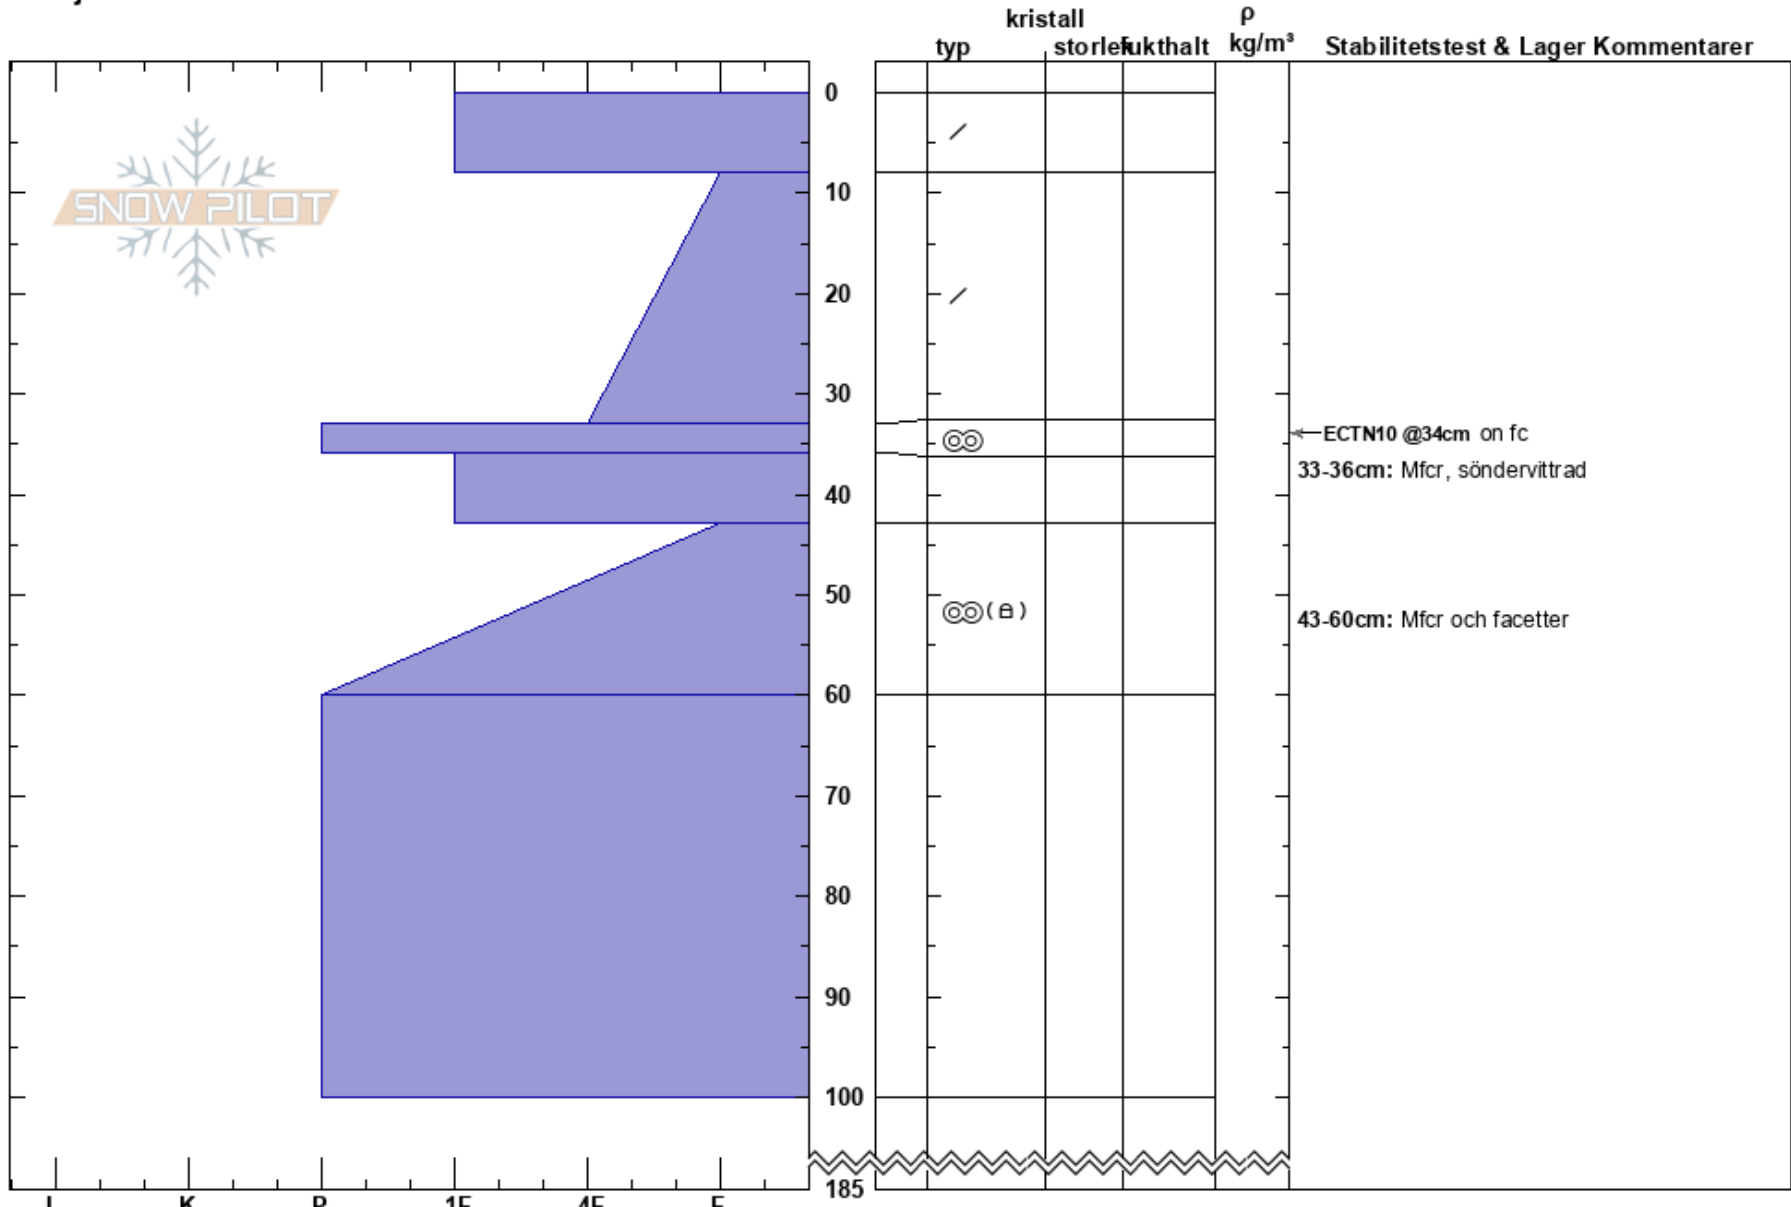 kristall
ρ
typ storlek fukthalt kg/m³ Stabilitetstest & Lager Kommentarer
0
SNOW PILOT
10
20
30
ECTN10 @34cm on fc
33-36cm: Mfcr, söndervittrad
40
50
43-60cm: Mfcr och facetter
60
70
80
90
100
185
I K P 1F 4F F